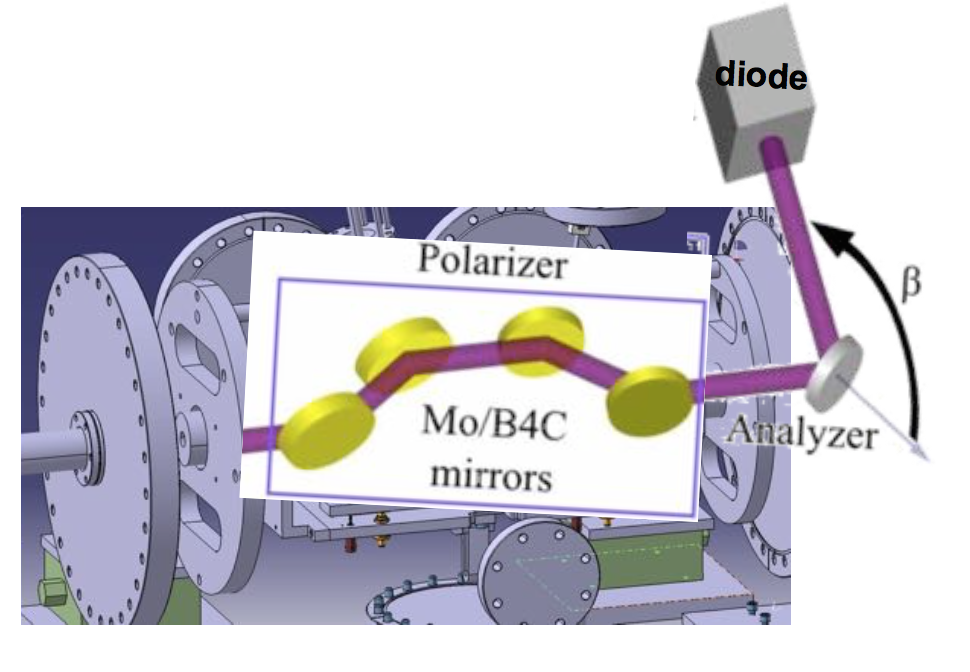 diode
Polarizer
β
Mo/B4C
mirrors
Analyzer